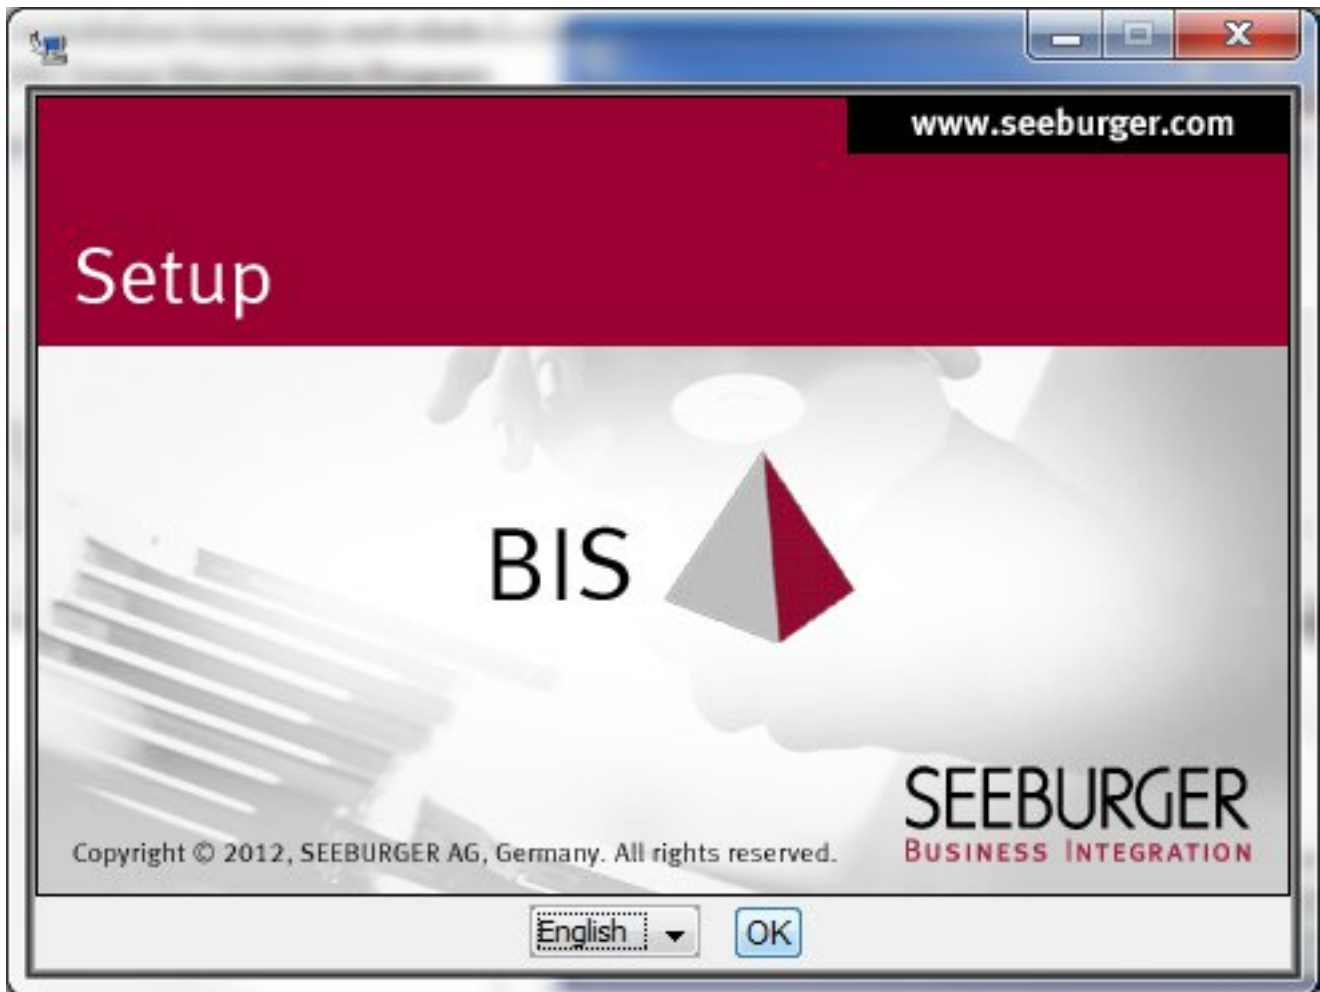 www.seeburger.com
Setup
BIS
SEEBURGER
BUSINESS INTEGRATION
Copyright © 2012, SEEBURGER AG, Germany. All rights reserved.
English
OK